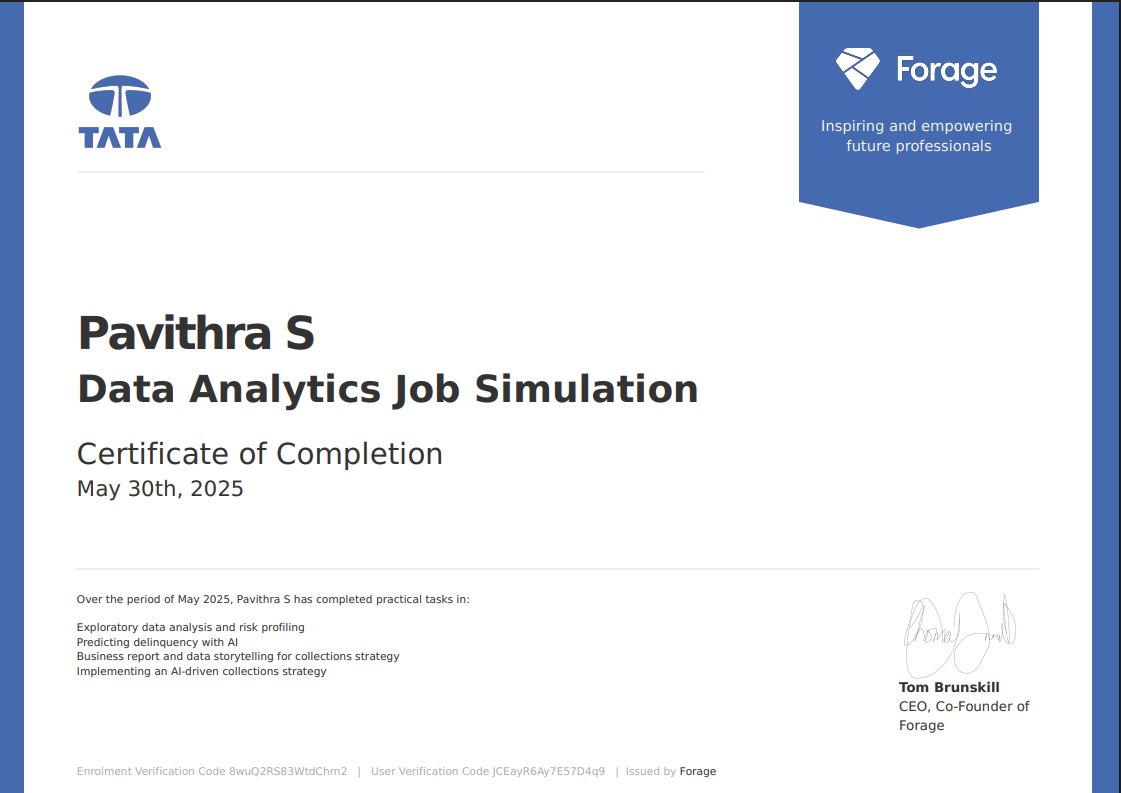 TATA
Forage
Inspiring and empowering
future professionals
Pavithra S
Data Analytics Job Simulation
Certificate of Completion
May 30th, 2025
Over the period of May 2025, Pavithra S has completed practical tasks in:
Exploratory data analysis and risk profiling
Predicting delinquency with AI
Business report and data storytelling for collections strategy
Implementing an AI-driven collections strategy
Tom Brunskill
CEO, Co-Founder of
Forage
Enrolment Verification Code 8wuQ2RS83WtdChrn2 | User Verification Code JCEayR6Ay7E57D4q9 | Issued by Forage